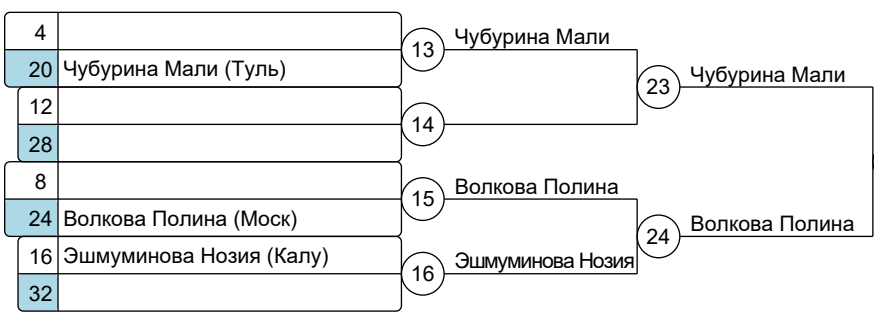 4
20 Чубурина Мали (Туль)
12
28
8
24 Волкова Полина (Моск)
16 Эшмуминова Нозия (Калу)
32
13 Чубурина Мали
14
15 Волкова Полина
16 Эшмуминова Нозия
23 Чубурина Мали
24 Волкова Полина